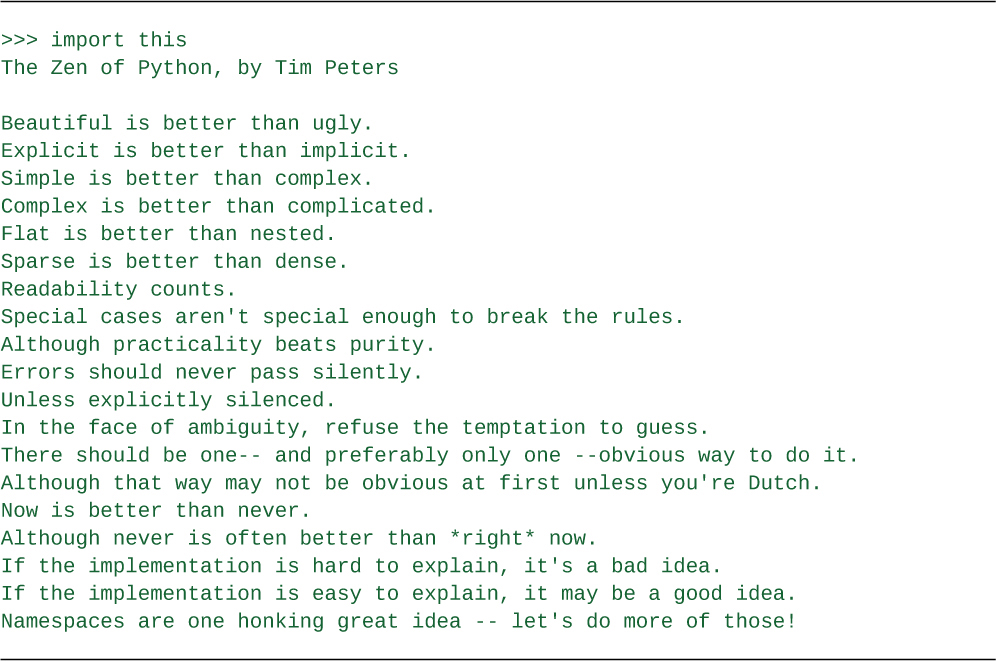 >>> import this
The Zen of Python, by Tim Peters

Beautiful is better than ugly.
Explicit is better than implicit.
Simple is better than complex.
Complex is better than complicated.
Flat is better than nested.
Sparse is better than dense.
Readability counts.
Special cases aren't special enough to break the rules.
Although practicality beats purity.
Errors should never pass silently.
Unless explicitly silenced.
In the face of ambiguity, refuse the temptation to guess.
There should be one-- and preferably only one --obvious way to do it.
Although that way may not be obvious at first unless you're Dutch.
Now is better than never.
Although never is often better than *right* now.
If the implementation is hard to explain, it's a bad idea.
If the implementation is easy to explain, it may be a good idea.
Namespaces are one honking great idea -- let's do more of those!